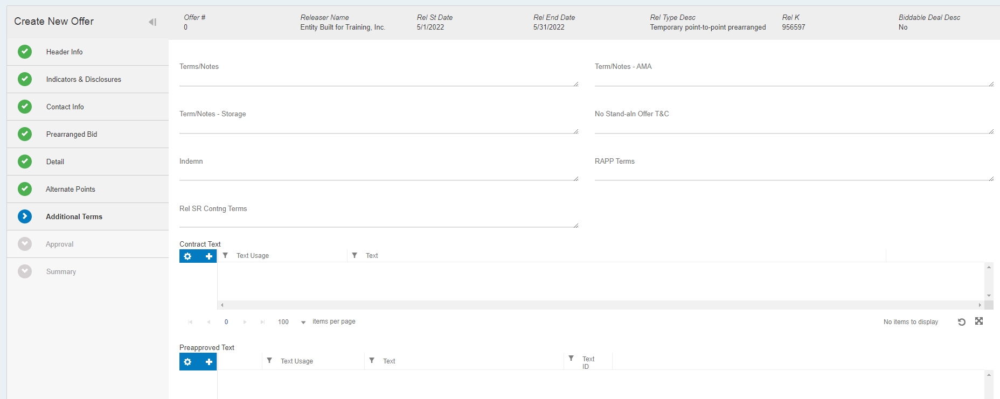 Create New Offer
Offer #
0
Releaser Name
Entity Built for Training, Inc.
Rel St Date
5/1/2022
Rel End Date
5/31/2022
Rel Type Desc
Temporary point-to-point prearranged
Rel K
956597
Biddable Deal Desc
No
Header Info
Indicators & Disclosures
Contact Info
Prearranged Bid
Detail
Alternate Points
Additional Terms
Approval
Summary
Terms/Notes
Term/Notes - AMA
Term/Notes - Storage
No Stand-aln Offer T&C
Indemn
RAPP Terms
Rel SR Contng Terms
Contract Text
Text Usage
Text
0
100
items per page
No items to display
Preapproved Text
Text Usage
Text
Text
ID